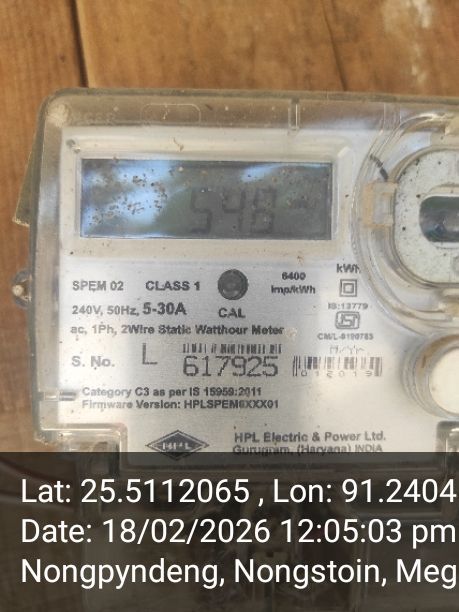 548
SPEM 02 CLASS 1 6400 imp/kWh kWh
240V, 50Hz, 5-30A CAL IS:13779
ac, 1Ph, 2Wire Static Watthour Meter
S. No. L 617925 012019
Category C3 as per IS 15959:2011
Firmware Version: HPLSPEM6XXX01
HPL HPL Electric & Power Ltd.
Gurugram, (Haryana) INDIA
Lat: 25.5112065 , Lon: 91.2404
Date: 18/02/2026 12:05:03 pm
Nongpyndeng, Nongstoin, Meg